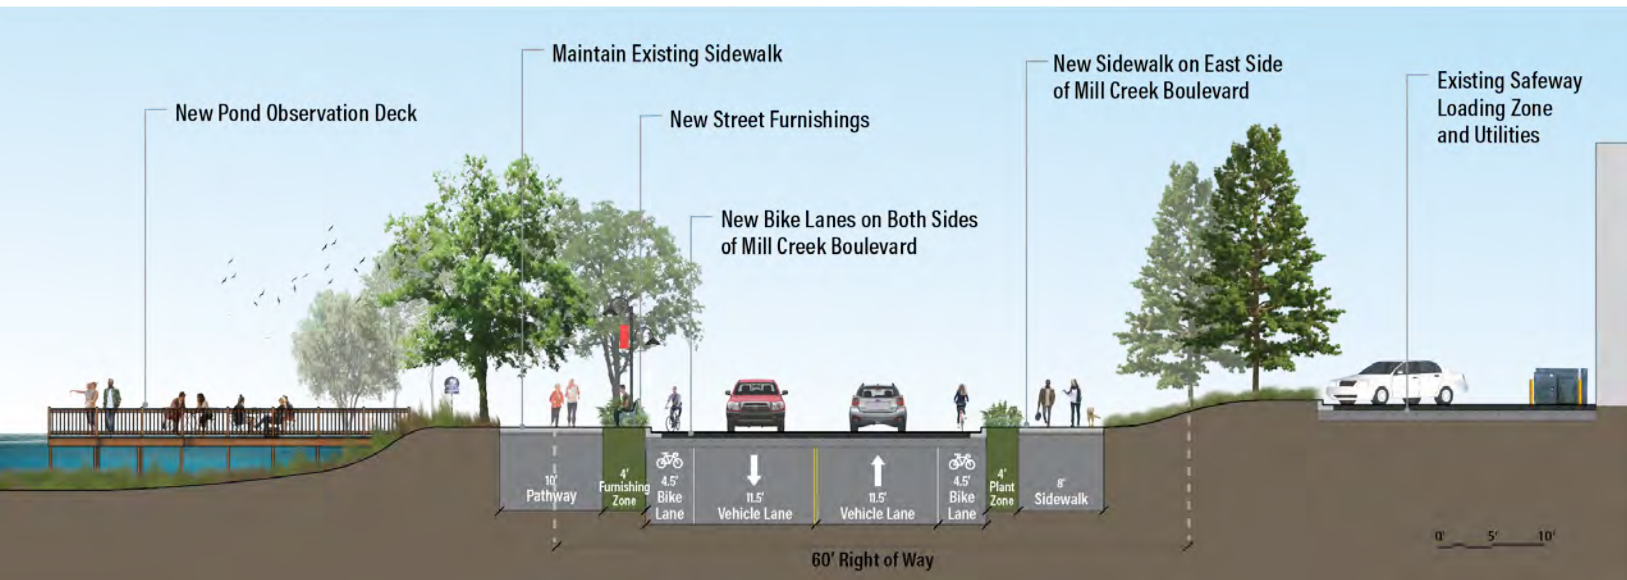 Maintain Existing Sidewalk
New Sidewalk on East Side
of Mill Creek Boulevard
Existing Safeway
Loading Zone
and Utilities
New Pond Observation Deck
New Street Furnishings
New Bike Lanes on Both Sides
of Mill Creek Boulevard
10'
Pathway
4'
Furnishing
Zone
4.5'
Bike
Lane
11.5'
Vehicle Lane
11.5'
Vehicle Lane
4.5'
Bike
Lane
4'
Plant
Zone
8'
Sidewalk
0' 5' 10'
60' Right of Way